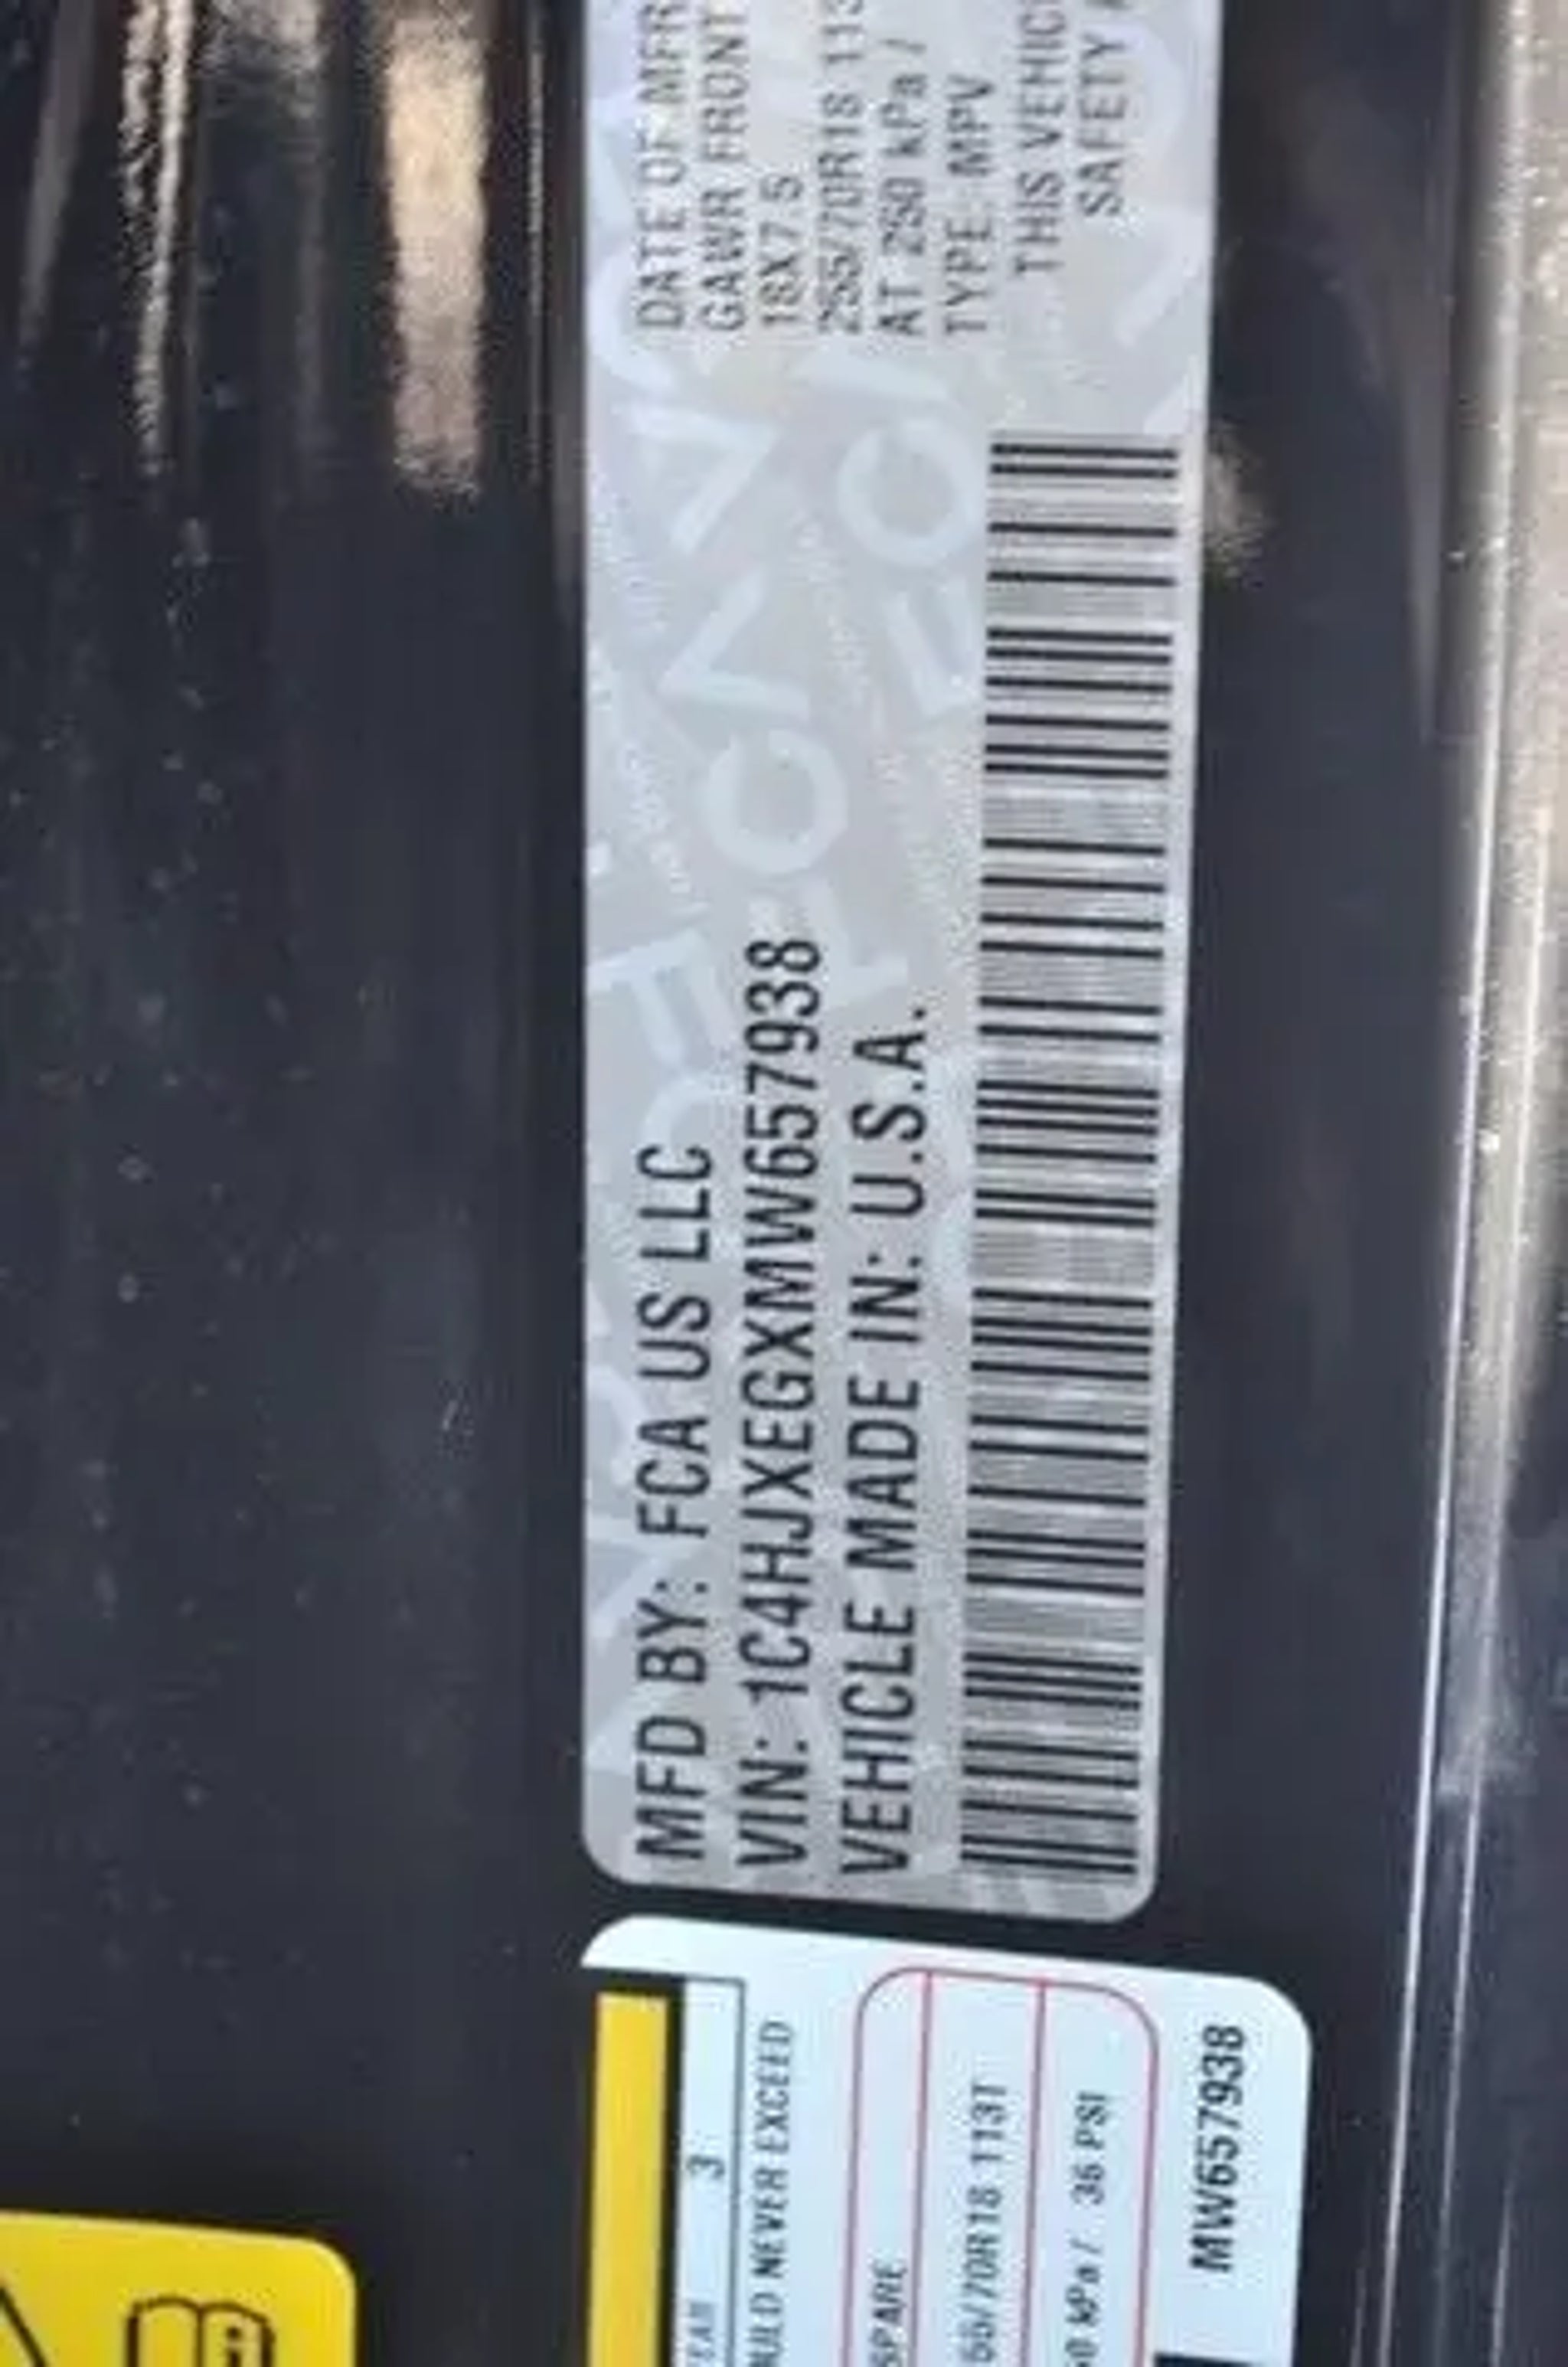 MFD BY: FCA US LLC
VIN: 1C4HJXEGXMW657938
VEHICLE MADE IN: U.S.A.
DATE OF MFR
GAWR FRONT
18X7.5
255/70R18 113
AT 250 kPa /
TYPE: MPV
THIS VEHIC
SAFETY
3
ULD NEVER EXCEED
SPARE
55/70R18 113T
50 kPa / 36 PSI
MW657938